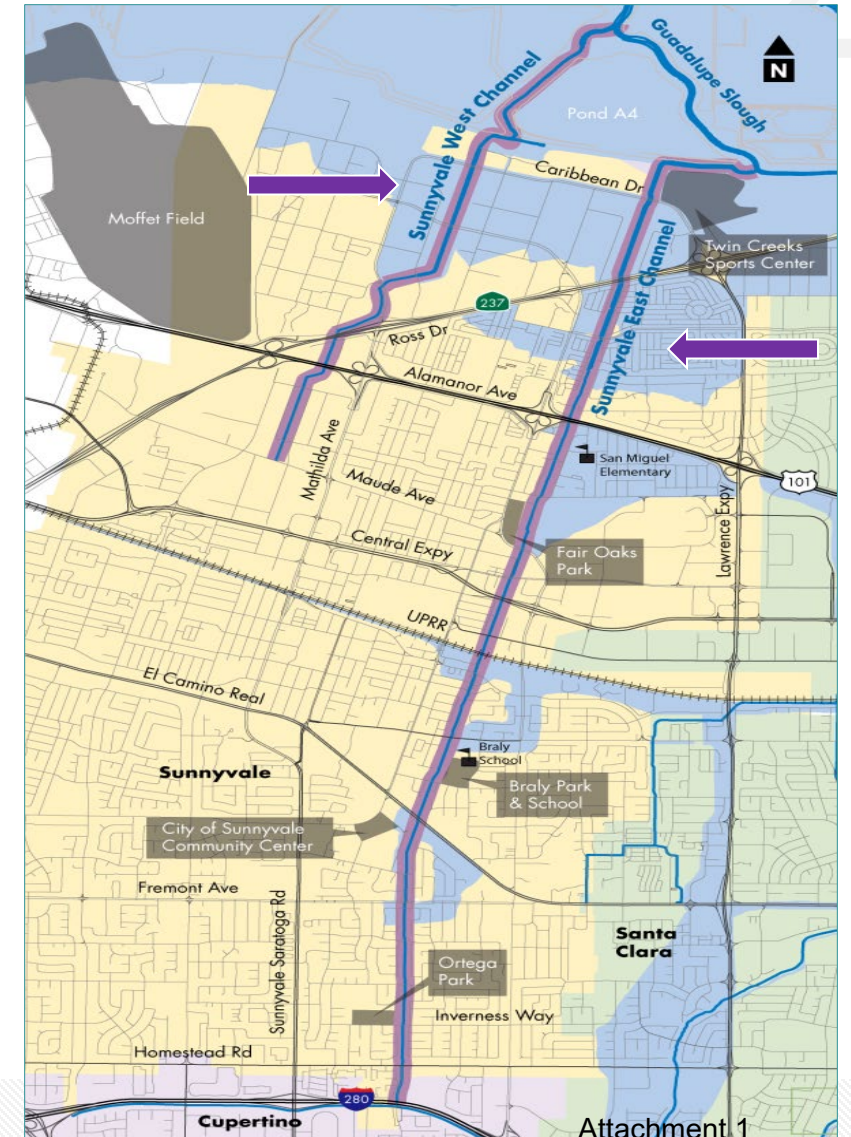 Guadalupe Slough
N
Sunnyvale West Channel
Pond A4
Caribbean Dr
Moffet Field
Twin Creeks
Sports Center
237
Ross Dr
Sunnyvale East Channel
Alamanor Ave
Mathilda Ave
San Miguel
Elementary
101
Maude Ave
Lawrence Expy
Central Expy
Fair Oaks
Park
UPRR
El Camino Real
Braly
School
Sunnyvale
Braly Park
& School
City of Sunnyvale
Community Center
Fremont Ave
Sunnyvale Saratoga Rd
Santa
Clara
Ortega
Park
Inverness Way
Homestead Rd
280
Cupertino
Attachment 1